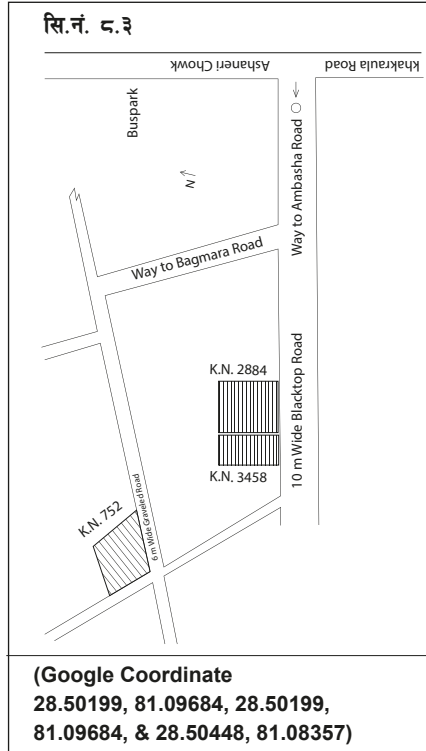 सि.नं. ८.३
Ashaneri Chowk
khakraula Road
Buspark
N
Way to Ambasha Road
Way to Bagmara Road
K.N. 2884
10 m Wide Blacktop Road
K.N. 3458
K.N. 752
6 m Wide Graveled Road
(Google Coordinate
28.50199, 81.09684, 28.50199,
81.09684, & 28.50448, 81.08357)